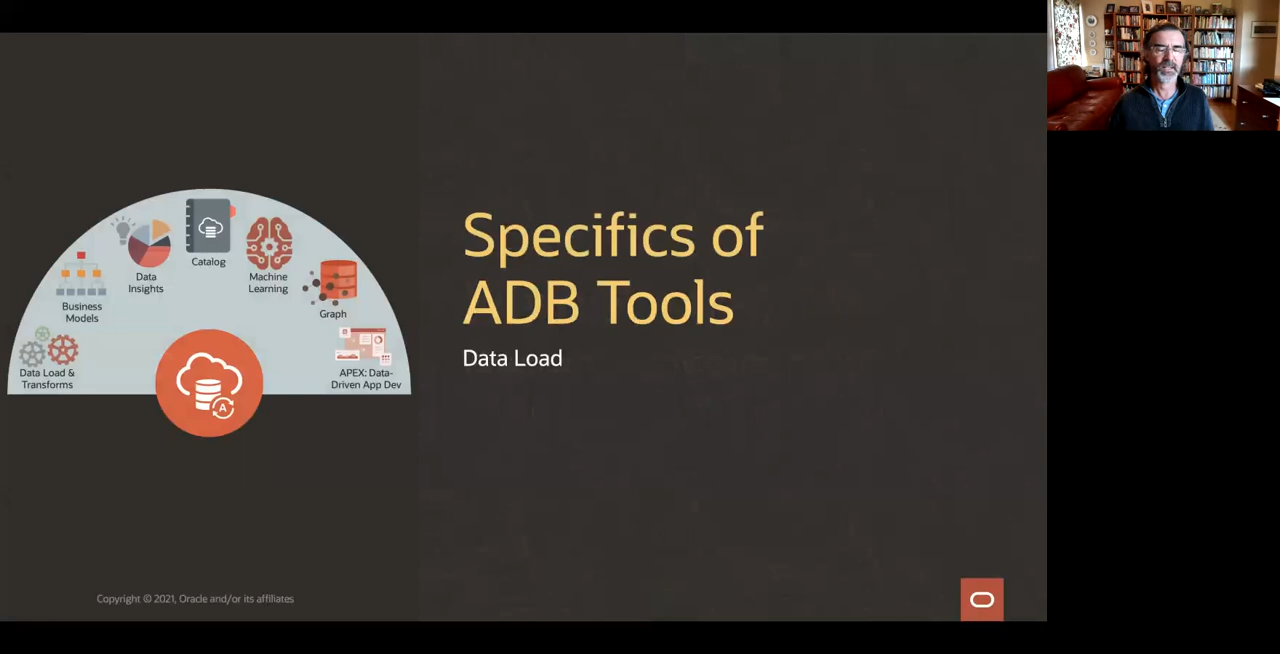 Specifics of
ADB Tools
Data Load
Catalog
Data
Insights
Machine
Learning
Business
Models
Graph
Data Load &
Transforms
APEX: Data-
Driven App Dev
A
Copyright © 2021, Oracle and/or its affiliates